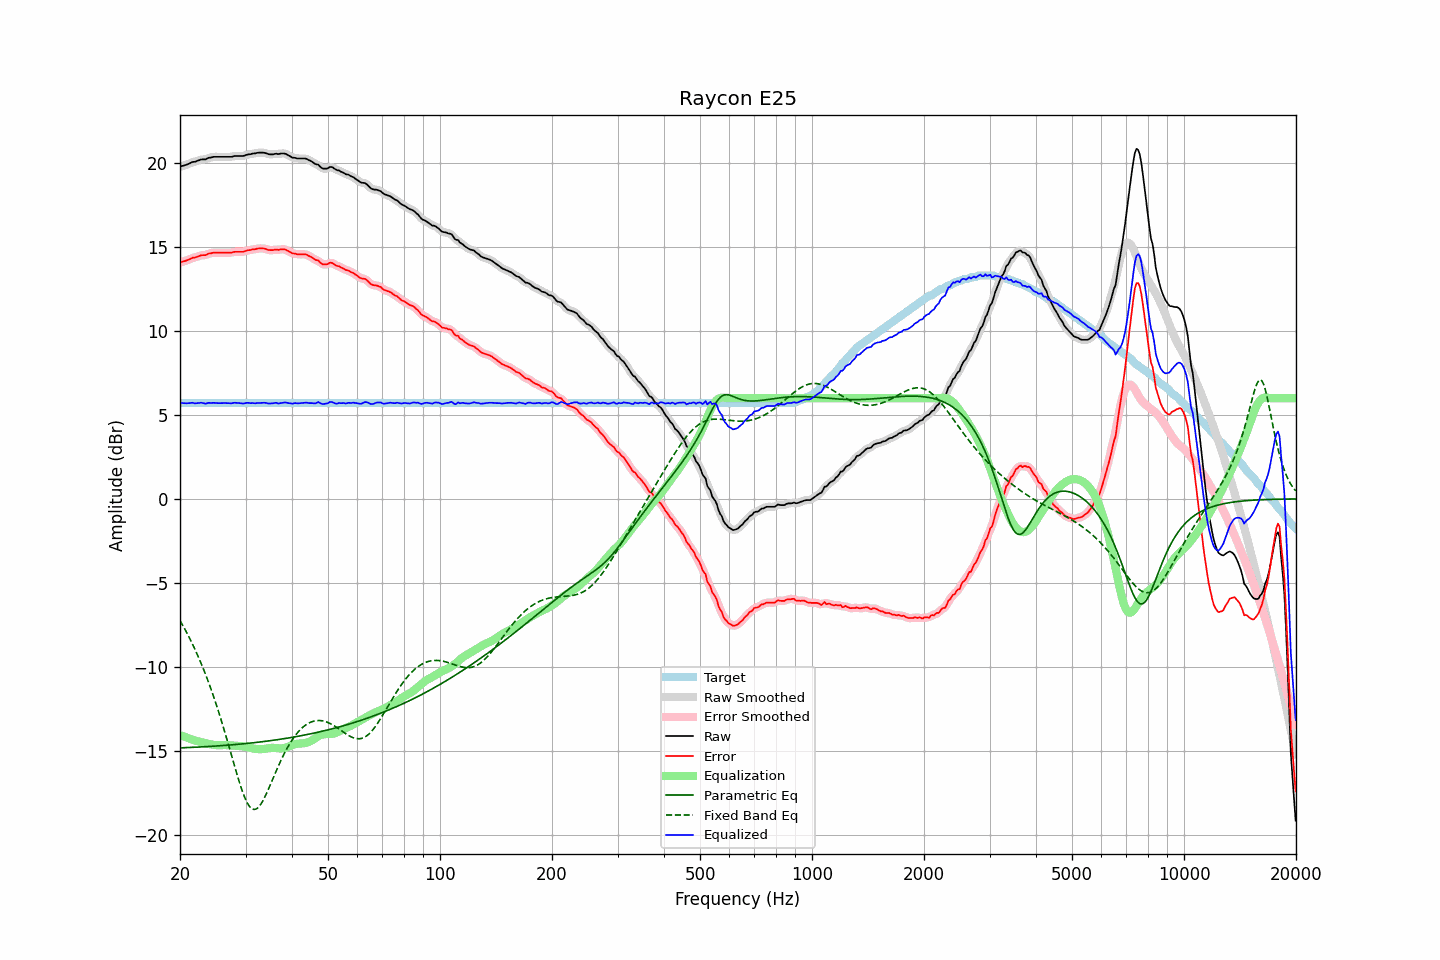 Raycon E25
Amplitude (dBr)
20
15
10
5
0
−5
−10
−15
−20
Target
Raw Smoothed
Error Smoothed
Raw
Error
Equalization
Parametric Eq
Fixed Band Eq
Equalized
20 50 100 200 500 1000 2000 5000 10000 20000
Frequency (Hz)